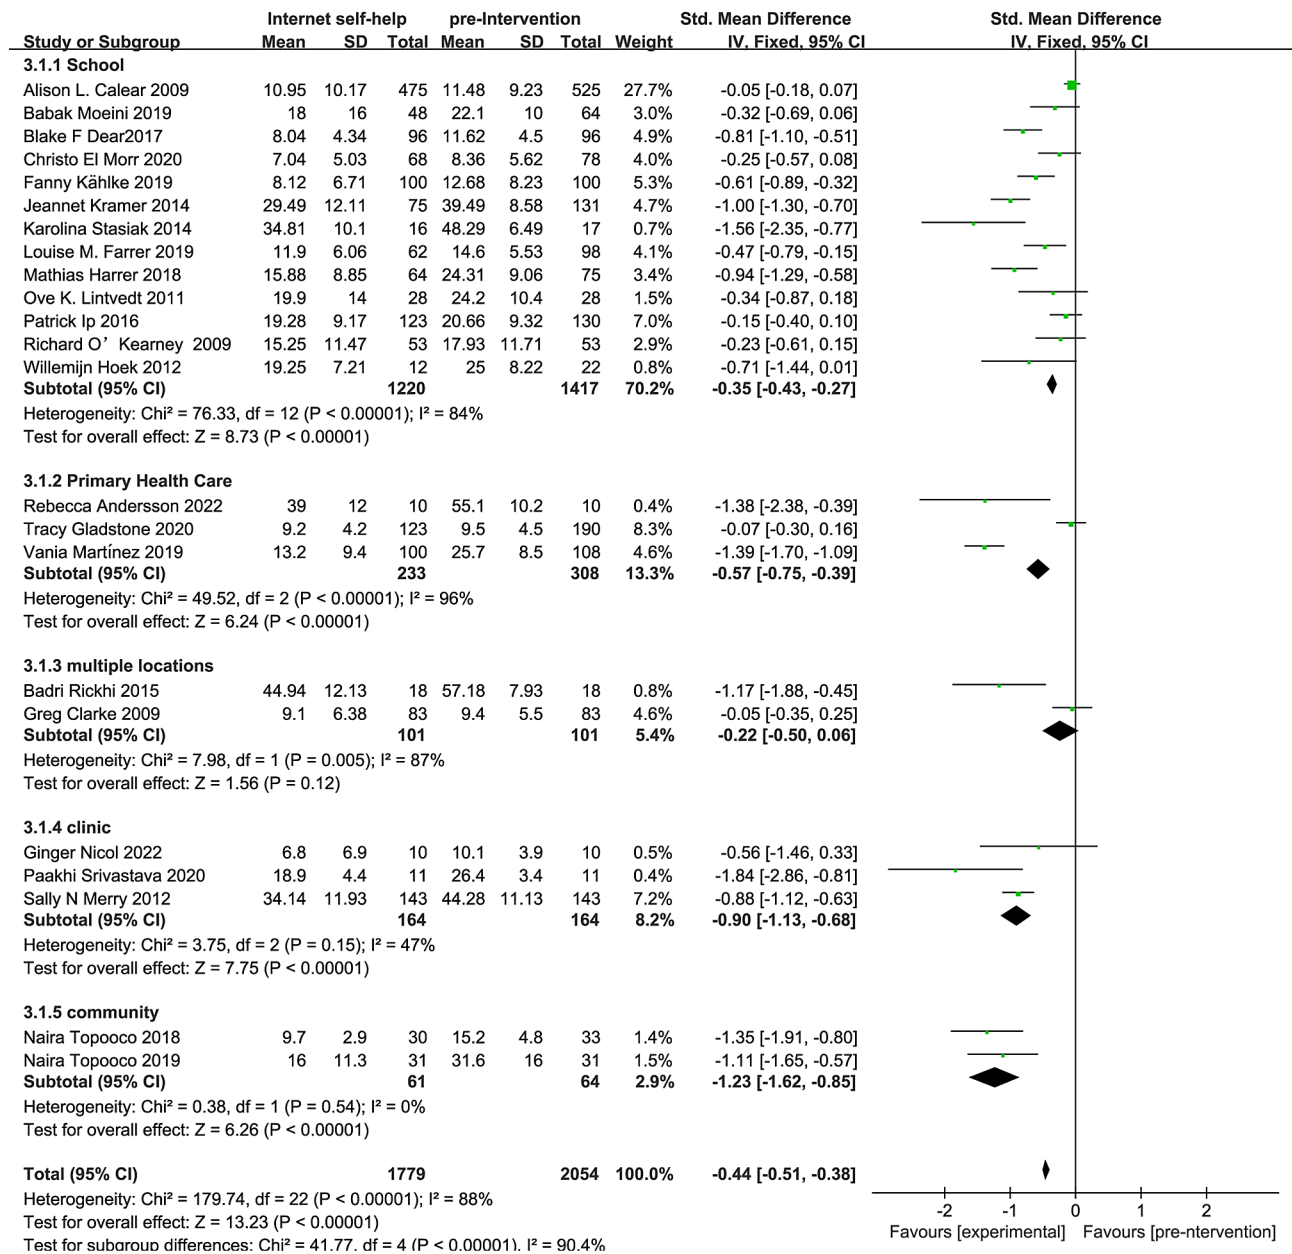 Internet self-help pre-Intervention Std. Mean Difference Std. Mean Difference
Study or Subgroup Mean SD Total Mean SD Total Weight IV, Fixed, 95% CI IV, Fixed, 95% CI
3.1.1 School
Alison L. Calear 2009 10.95 10.17 475 11.48 9.23 525 27.7% -0.05 [-0.18, 0.07]
Babak Moeini 2019 18 16 48 22.1 10 64 3.0% -0.32 [-0.69, 0.06]
Blake F Dear2017 8.04 4.34 96 11.62 4.5 96 4.9% -0.81 [-1.10, -0.51]
Christo El Morr 2020 7.04 5.03 68 8.36 5.62 78 4.0% -0.25 [-0.57, 0.08]
Fanny Kählke 2019 8.12 6.71 100 12.68 8.23 100 5.3% -0.61 [-0.89, -0.32]
Jeannet Kramer 2014 29.49 12.11 75 39.49 8.58 131 4.7% -1.00 [-1.30, -0.70]
Karolina Stasiak 2014 34.81 10.1 16 48.29 6.49 17 0.7% -1.56 [-2.35, -0.77]
Louise M. Farrer 2019 11.9 6.06 62 14.6 5.53 98 4.1% -0.47 [-0.79, -0.15]
Mathias Harrer 2018 15.88 8.85 64 24.31 9.06 75 3.4% -0.94 [-1.29, -0.58]
Ove K. Lintvedt 2011 19.9 14 28 24.2 10.4 28 1.5% -0.34 [-0.87, 0.18]
Patrick Ip 2016 19.28 9.17 123 20.66 9.32 130 7.0% -0.15 [-0.40, 0.10]
Richard O’ Kearney 2009 15.25 11.47 53 17.93 11.71 53 2.9% -0.23 [-0.61, 0.15]
Willemijn Hoek 2012 19.25 7.21 12 25 8.22 22 0.8% -0.71 [-1.44, 0.01]
Subtotal (95% CI) 1220 1417 70.2% -0.35 [-0.43, -0.27]
Heterogeneity: Chi² = 76.33, df = 12 (P < 0.00001); I² = 84%
Test for overall effect: Z = 8.73 (P < 0.00001)
3.1.2 Primary Health Care
Rebecca Andersson 2022 39 12 10 55.1 10.2 10 0.4% -1.38 [-2.38, -0.39]
Tracy Gladstone 2020 9.2 4.2 123 9.5 4.5 190 8.3% -0.07 [-0.30, 0.16]
Vania Martínez 2019 13.2 9.4 100 25.7 8.5 108 4.6% -1.39 [-1.70, -1.09]
Subtotal (95% CI) 233 308 13.3% -0.57 [-0.75, -0.39]
Heterogeneity: Chi² = 49.52, df = 2 (P < 0.00001); I² = 96%
Test for overall effect: Z = 6.24 (P < 0.00001)
3.1.3 multiple locations
Badri Rickhi 2015 44.94 12.13 18 57.18 7.93 18 0.8% -1.17 [-1.88, -0.45]
Greg Clarke 2009 9.1 6.38 83 9.4 5.5 83 4.6% -0.05 [-0.35, 0.25]
Subtotal (95% CI) 101 101 5.4% -0.22 [-0.50, 0.06]
Heterogeneity: Chi² = 7.98, df = 1 (P = 0.005); I² = 87%
Test for overall effect: Z = 1.56 (P = 0.12)
3.1.4 clinic
Ginger Nicol 2022 6.8 6.9 10 10.1 3.9 10 0.5% -0.56 [-1.46, 0.33]
Paakhi Srivastava 2020 18.9 4.4 11 26.4 3.4 11 0.4% -1.84 [-2.86, -0.81]
Sally N Merry 2012 34.14 11.93 143 44.28 11.13 143 7.2% -0.88 [-1.12, -0.63]
Subtotal (95% CI) 164 164 8.2% -0.90 [-1.13, -0.68]
Heterogeneity: Chi² = 3.75, df = 2 (P = 0.15); I² = 47%
Test for overall effect: Z = 7.75 (P < 0.00001)
3.1.5 community
Naira Topooco 2018 9.7 2.9 30 15.2 4.8 33 1.4% -1.35 [-1.91, -0.80]
Naira Topooco 2019 16 11.3 31 31.6 16 31 1.5% -1.11 [-1.65, -0.57]
Subtotal (95% CI) 61 64 2.9% -1.23 [-1.62, -0.85]
Heterogeneity: Chi² = 0.38, df = 1 (P = 0.54); I² = 0%
Test for overall effect: Z = 6.26 (P < 0.00001)
Total (95% CI) 1779 2054 100.0% -0.44 [-0.51, -0.38]
Heterogeneity: Chi² = 179.74, df = 22 (P < 0.00001); I² = 88%
Test for overall effect: Z = 13.23 (P < 0.00001)
Test for subgroup differences: Chi² = 41.77, df = 4 (P < 0.00001), I² = 90.4%
-2 -1 0 1 2
Favours [experimental] Favours [pre-ntervention]